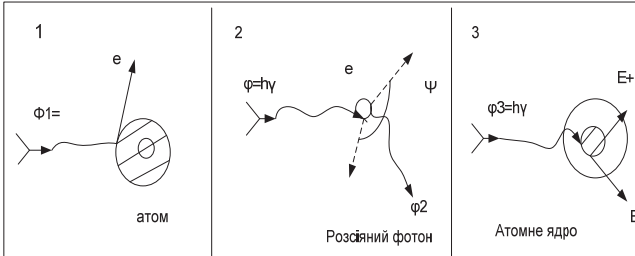 1
e
Ф1=
атом
2
e
φ=hγ
Ψ
φ2
Розсіяний фотон
3
E+
φ3=hγ
E
Атомне ядро